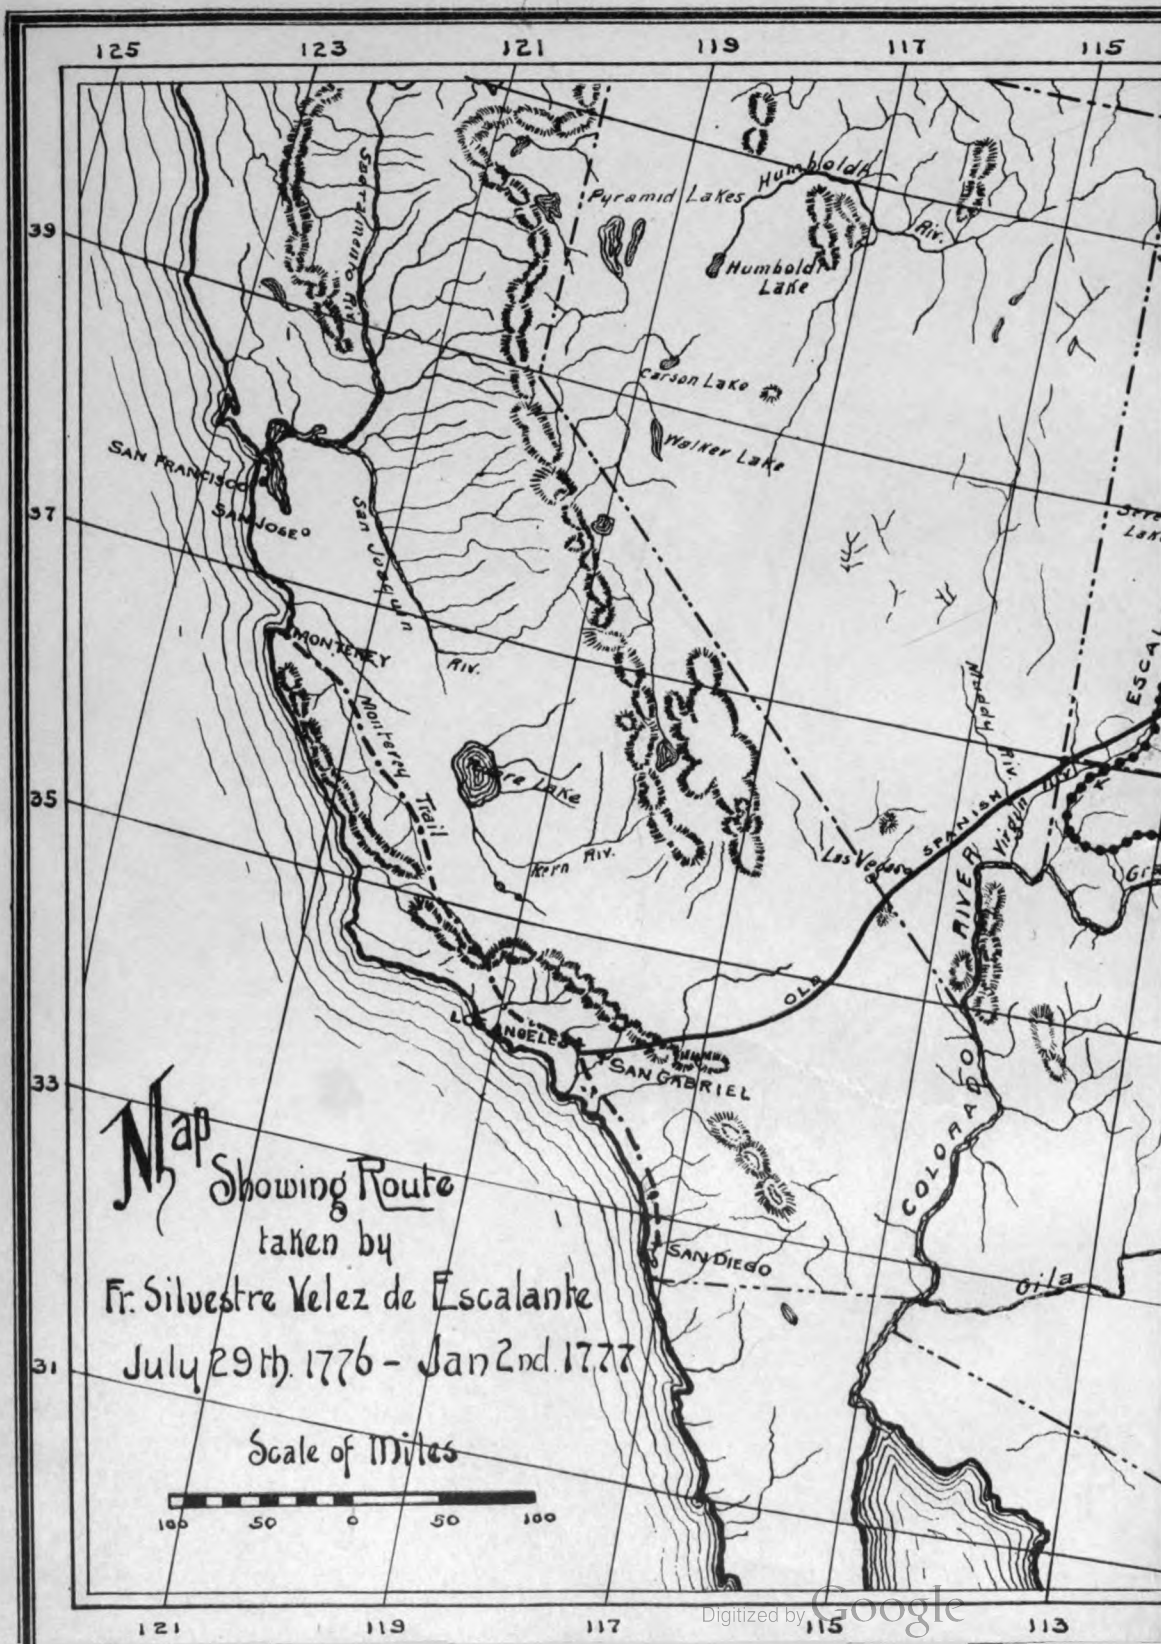 125 123 121 119 117 115
Sacramento Riv.
Pyramid Lakes
Humboldt
Riv.
Humboldt
Lake
39
Carson Lake
Walker Lake
SAN FRANCISCO
SAN JOSE
San Joaquin
Riv.
37
Lake
MONTEREY
Monterey
Trail
Muddy Riv.
ESCAL
Lake
Kern Riv.
35
Las Vegas
OLD SPANISH
Virgin Riv.
Gra
COLORADO RIVER
LOS ANGELES
SAN GABRIEL
33
Map
Showing Route
taken by
Fr. Silvestre Velez de Escalante
July 29th. 1776 - Jan 2nd. 1777
SAN DIEGO
Gila
31
Scale of Miles
100 50 0 50 100
Digitized by Google
121 119 117 115 113